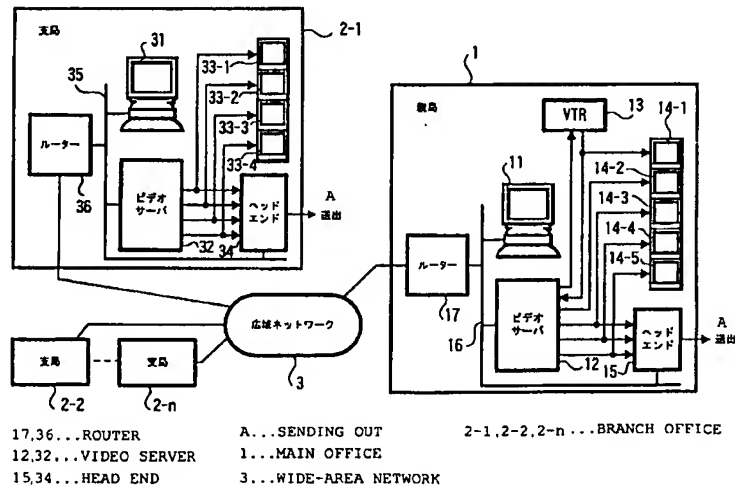 支局
2-1
31
35
33-1
33-2
33-3
33-4
ルーター
36
ビデオ
サーバ
32
ヘッド
エンド
34
A
送出
1
親局
VTR
13
14-1
14-2
14-3
14-4
14-5
11
ルーター
17
16
ビデオ
サーバ
12
ヘッド
エンド
15
A
送出
広域ネットワーク
3
支局
2-2
支局
2-n
17,36...ROUTER
12,32...VIDEO SERVER
15,34...HEAD END
A...SENDING OUT
1...MAIN OFFICE
3...WIDE-AREA NETWORK
2-1,2-2,2-n...BRANCH OFFICE